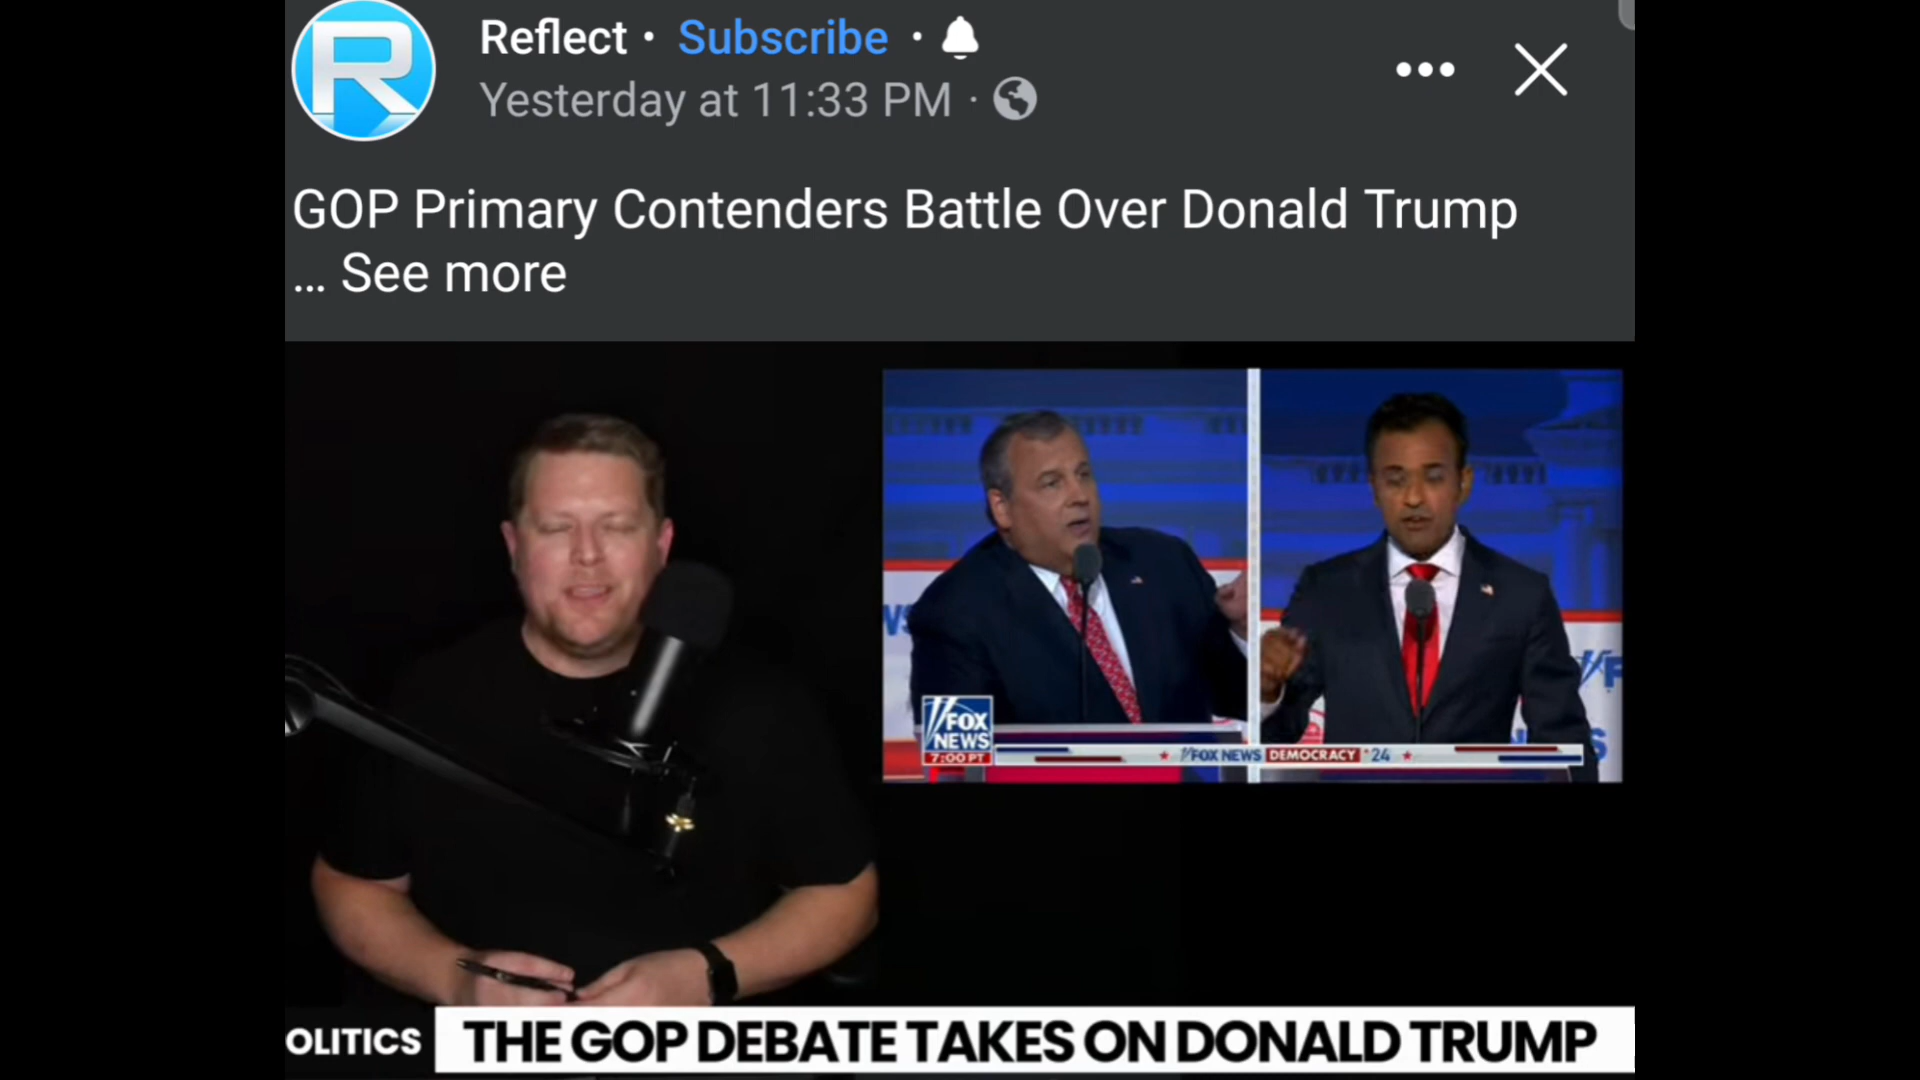 R
Reflect · Subscribe ·
Yesterday at 11:33 PM ·
GOP Primary Contenders Battle Over Donald Trump
... See more
FOX
NEWS
7:00 PT
FOX NEWS DEMOCRACY '24
OLITICS
THE GOP DEBATE TAKES ON DONALD TRUMP